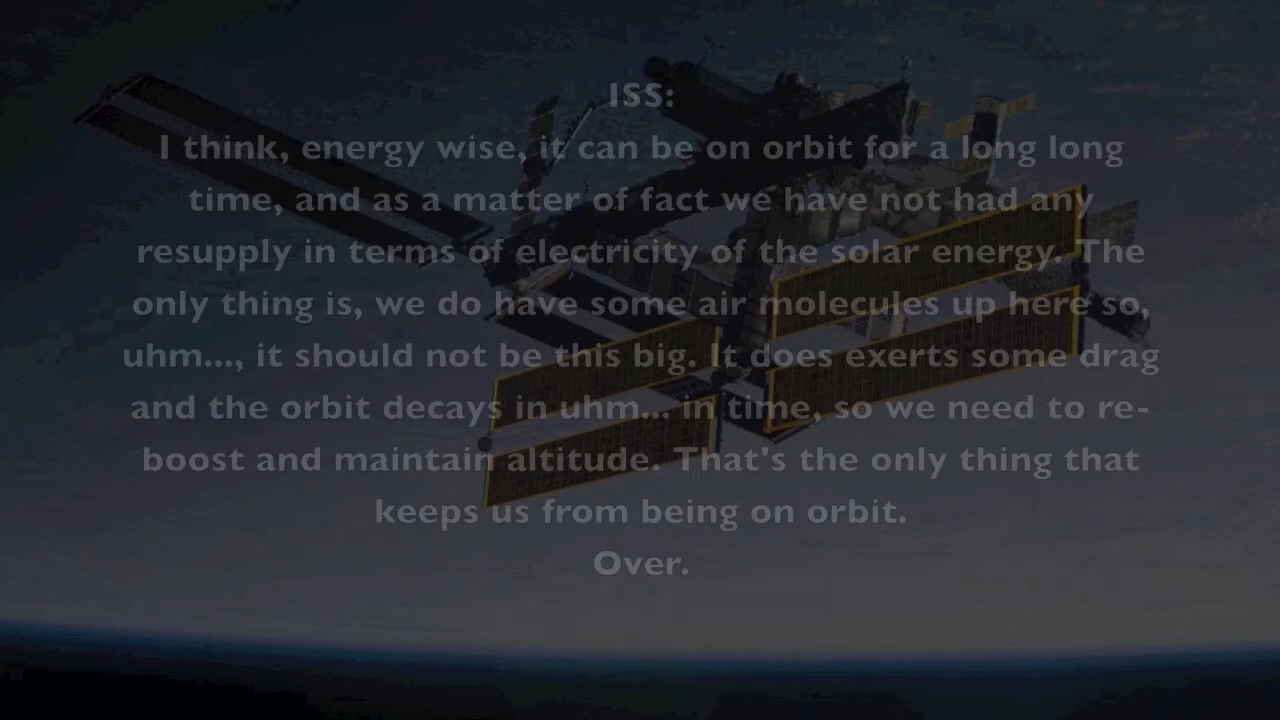 ISS:
I think, energy wise, it can be on orbit for a long long
time, and as a matter of fact we have not had any
resupply in terms of electricity of the solar energy. The
only thing is, we do have some air molecules up here so,
uhm..., it should not be this big. It does exerts some drag
and the orbit decays in uhm... in time, so we need to re-
boost and maintain altitude. That's the only thing that
keeps us from being on orbit.
Over.